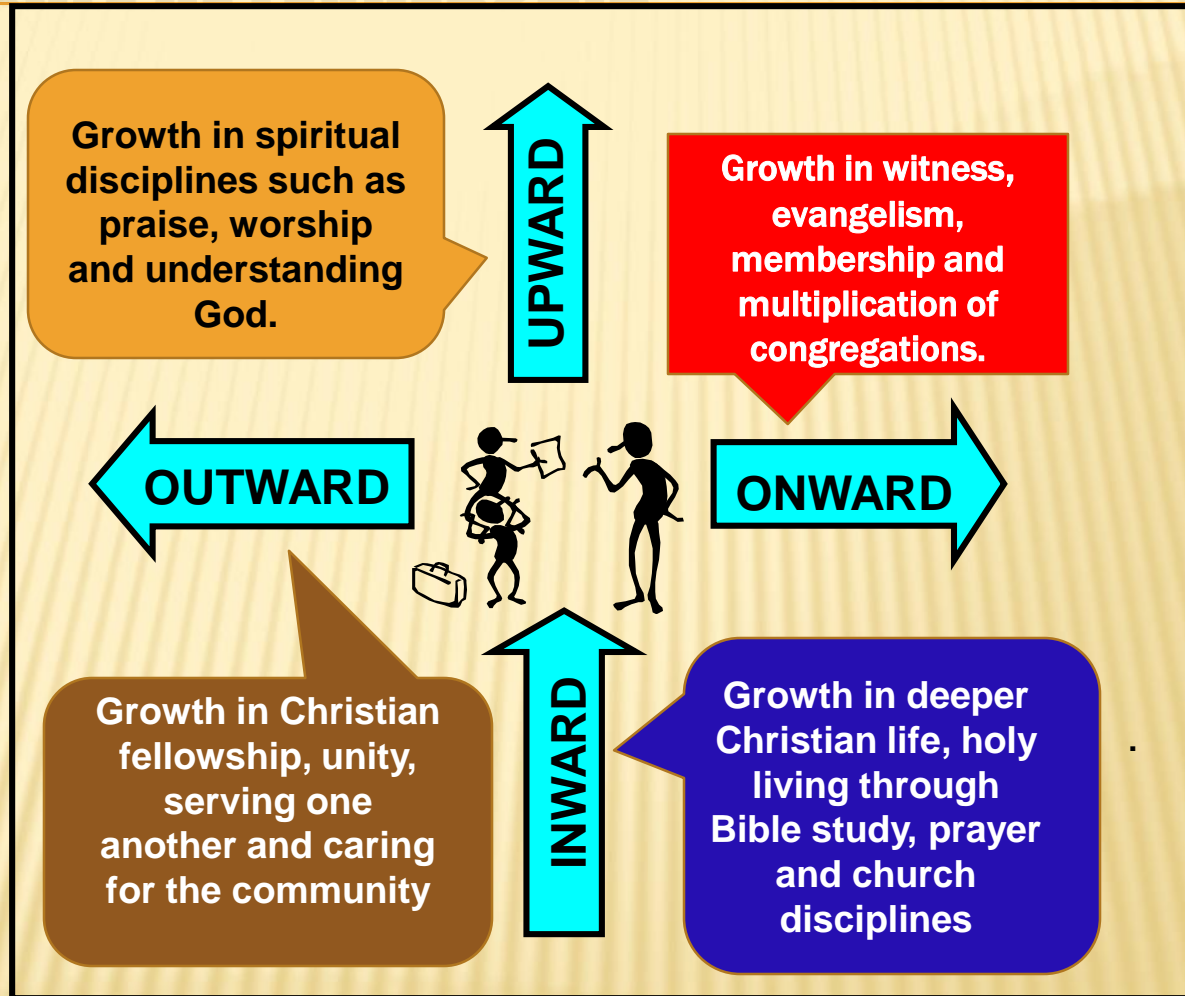 Growth in spiritual
disciplines such as
praise, worship
and understanding
God.
UPWARD
Growth in witness,
evangelism,
membership and
multiplication of
congregations.
OUTWARD
ONWARD
Growth in Christian
fellowship, unity,
serving one
another and caring
for the community
INWARD
Growth in deeper
Christian life, holy
living through
Bible study, prayer
and church
disciplines
.